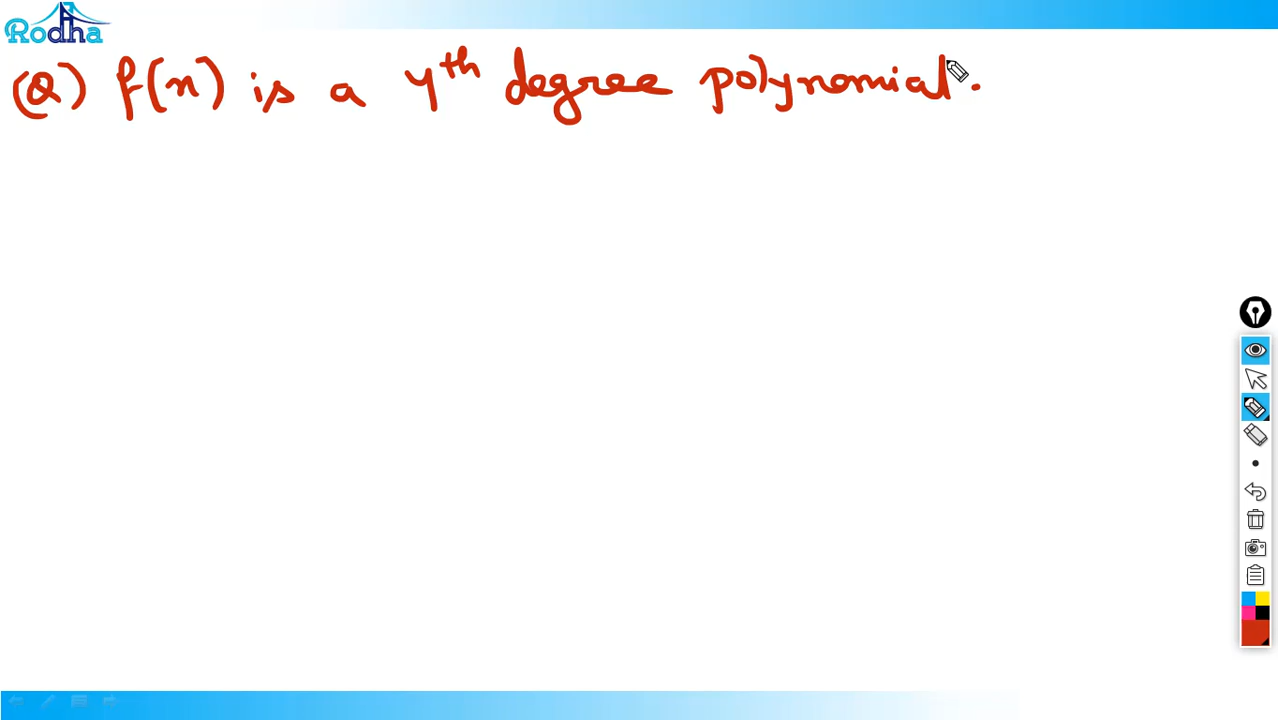 Rodha
(Q) f(x) is a 4th degree polynomial.